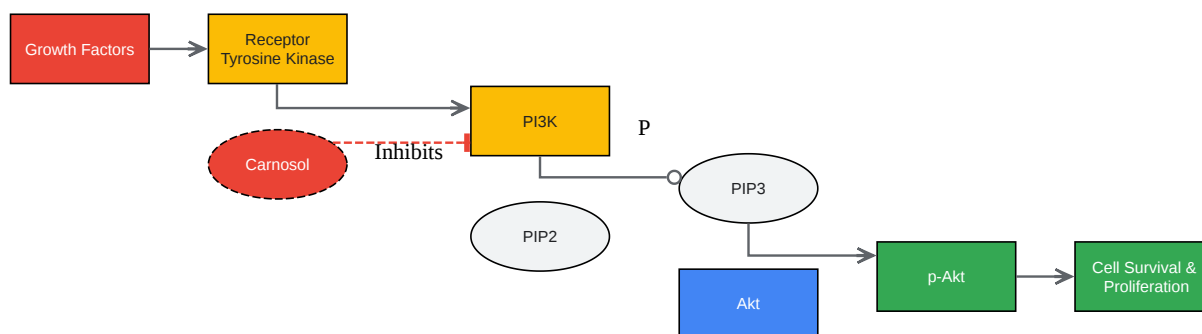 Growth Factors
Receptor
Tyrosine Kinase
PI3K
P
Carnosol
Inhibits
PIP3
PIP2
Akt
p-Akt
Cell Survival &
Proliferation